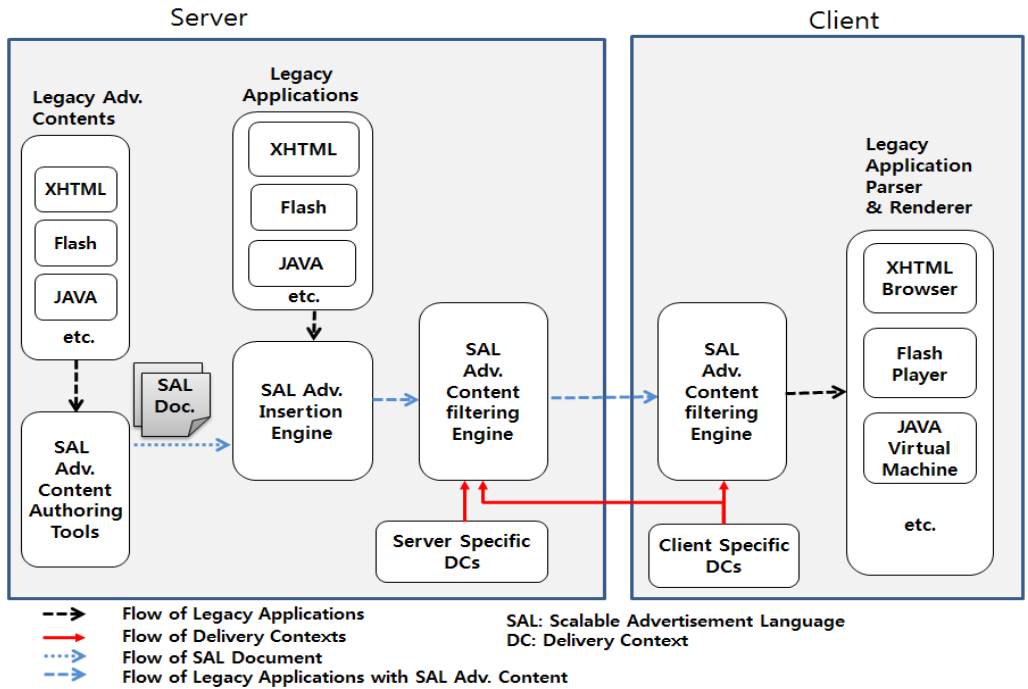 Server
Client
Legacy Adv.
Contents
XHTML
Flash
JAVA
etc.
Legacy
Applications
XHTML
Flash
JAVA
etc.
SAL
Doc.
SAL
Adv.
Content
Authoring
Tools
SAL Adv.
Insertion
Engine
SAL
Adv.
Content
filtering
Engine
Server Specific
DCs
SAL
Adv.
Content
filtering
Engine
Client Specific
DCs
Legacy
Application
Parser
& Renderer
XHTML
Browser
Flash
Player
JAVA
Virtual
Machine
etc.
Flow of Legacy Applications
Flow of Delivery Contexts
Flow of SAL Document
Flow of Legacy Applications with SAL Adv. Content
SAL: Scalable Advertisement Language
DC: Delivery Context